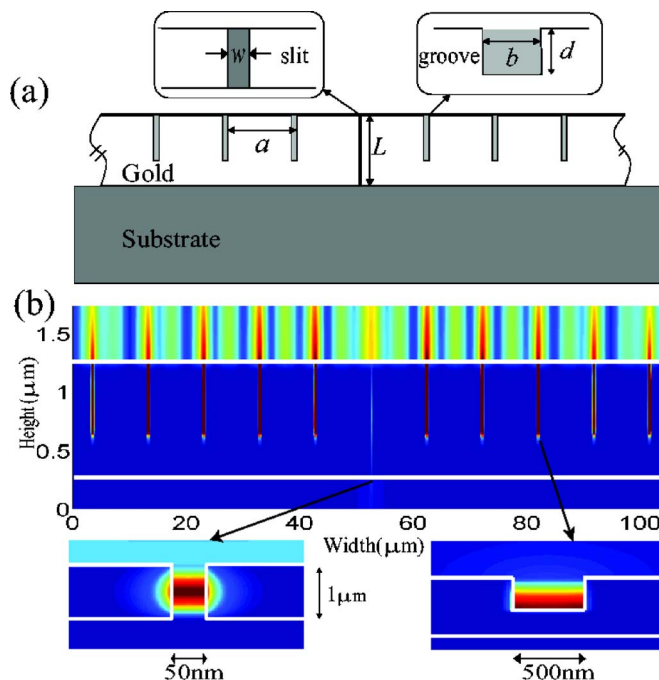 w slit
groove b d
(a)
a L
Gold
Substrate
(b)
Height(μm)
1.5
1
0.5
0
0 20 40 60 80 100
Width(μm)
1μm
50nm 500nm